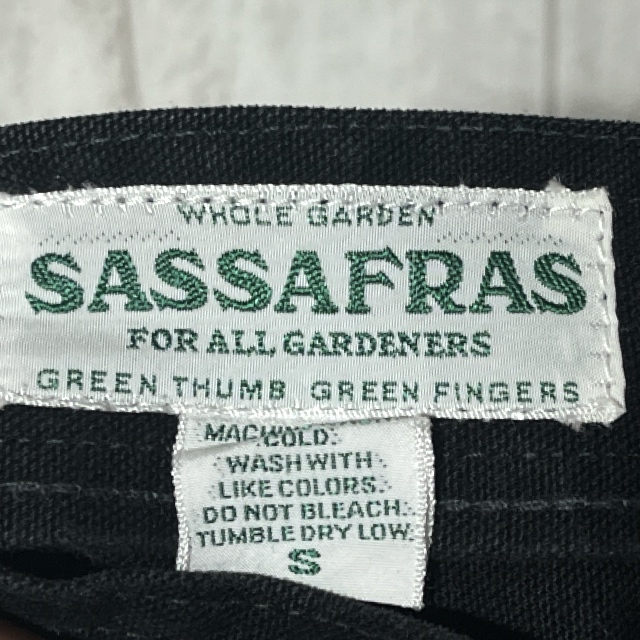 WHOLE GARDEN
SASSAFRAS
FOR ALL GARDENERS
GREEN THUMB GREEN FINGERS
MACH COLD.
WASH WITH
LIKE COLORS.
DO NOT BLEACH.
TUMBLE DRY LOW.
S